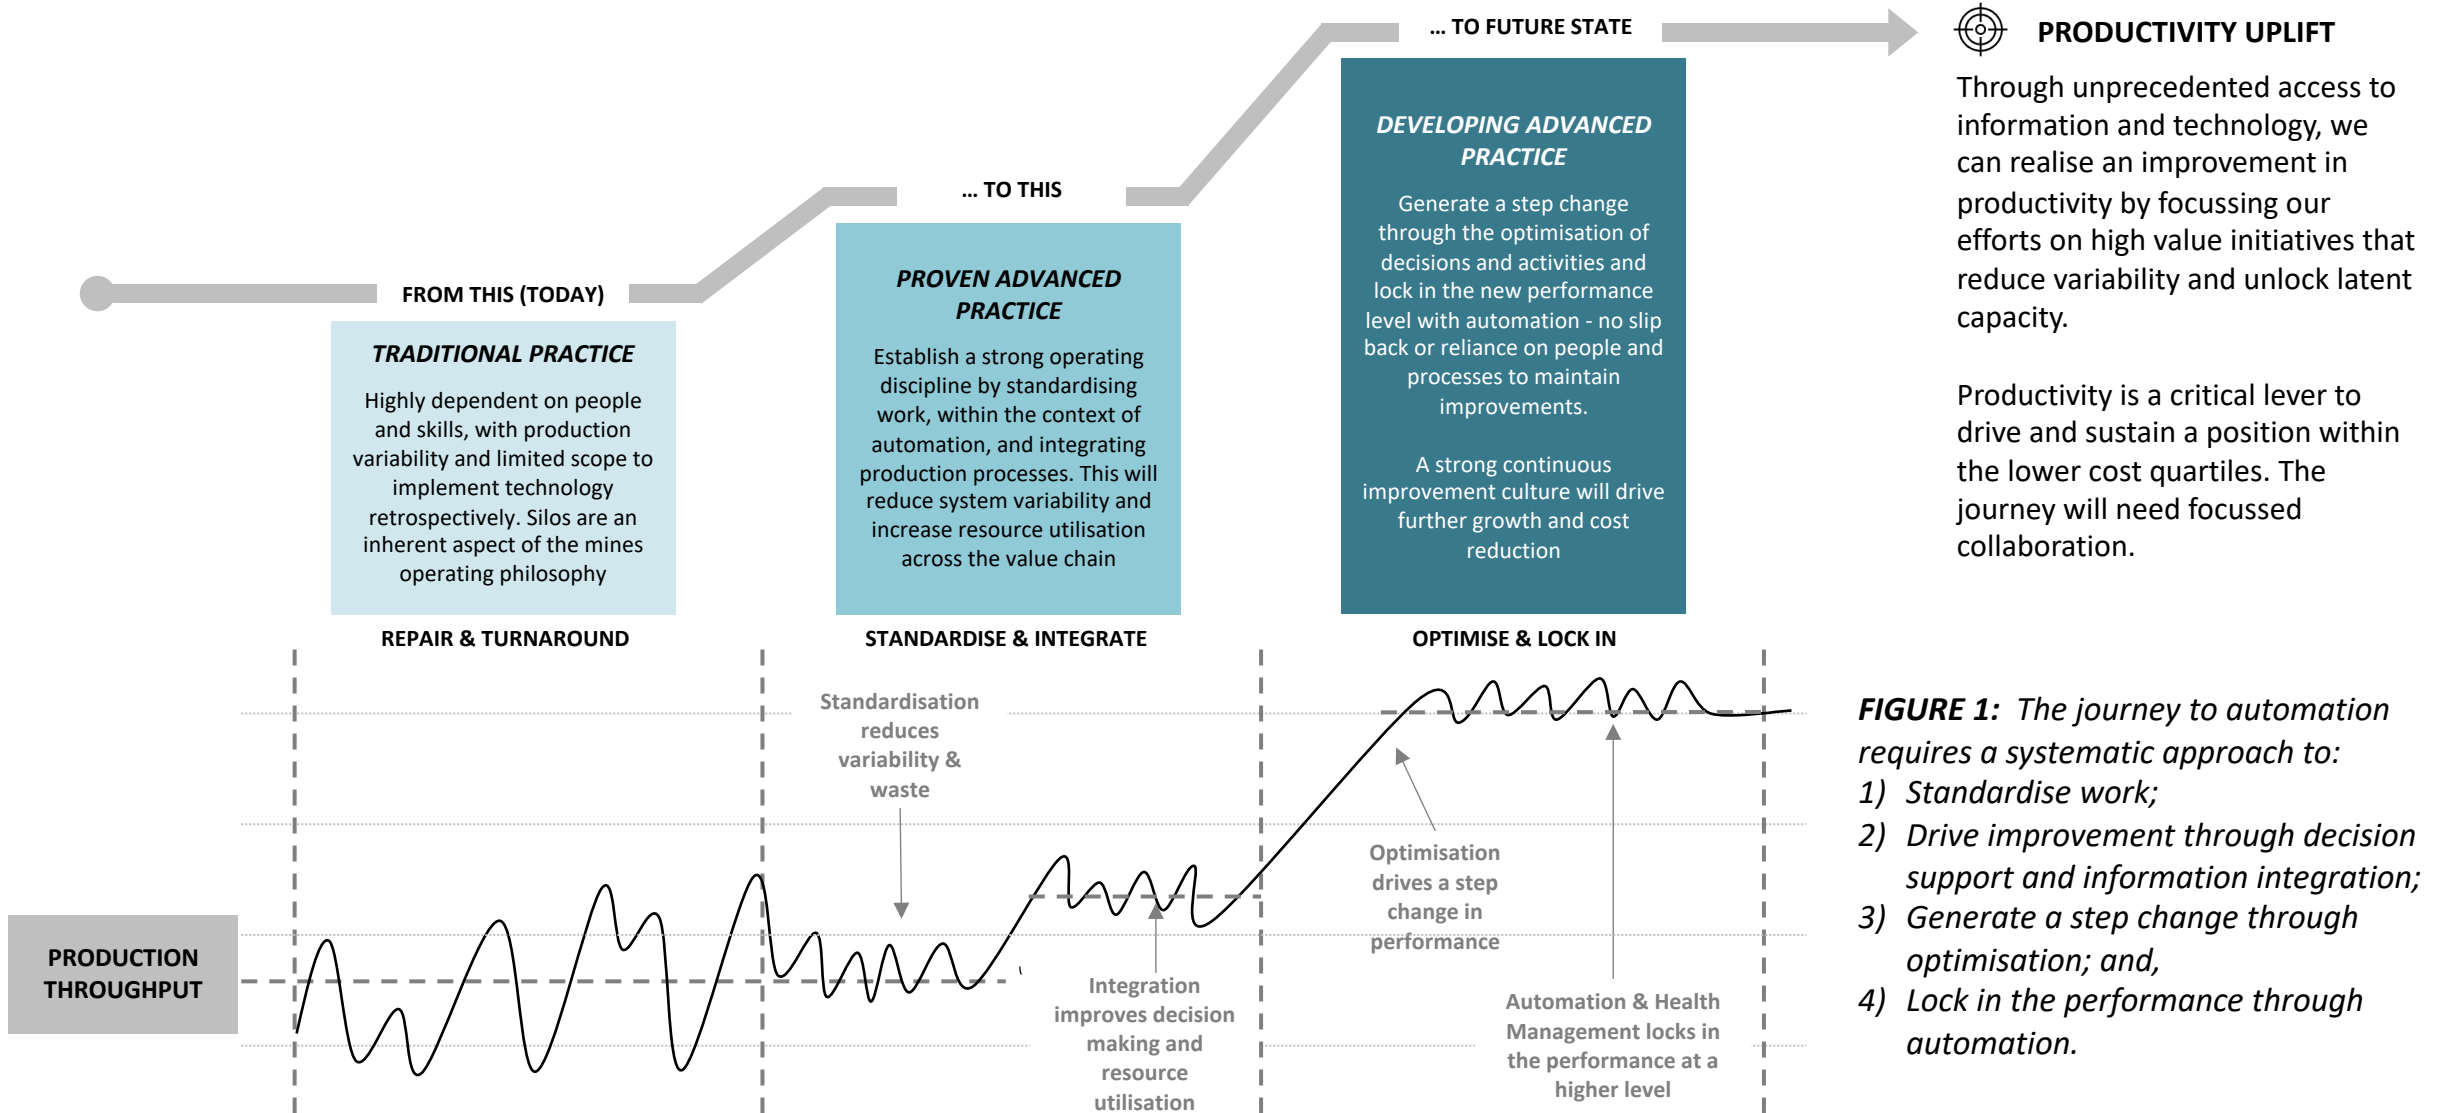 ... TO FUTURE STATE
PRODUCTIVITY UPLIFT
Through unprecedented access to
information and technology, we
can realise an improvement in
productivity by focussing our
efforts on high value initiatives that
reduce variability and unlock latent
capacity.
Productivity is a critical lever to
drive and sustain a position within
the lower cost quartiles. The
journey will need focussed
collaboration.
... TO THIS
FROM THIS (TODAY)
TRADITIONAL PRACTICE
Highly dependent on people
and skills, with production
variability and limited scope to
implement technology
retrospectively. Silos are an
inherent aspect of the mines
operating philosophy
PROVEN ADVANCED
PRACTICE
Establish a strong operating
discipline by standardising
work, within the context of
automation, and integrating
production processes. This will
reduce system variability and
increase resource utilisation
across the value chain
DEVELOPING ADVANCED
PRACTICE
Generate a step change
through the optimisation of
decisions and activities and
lock in the new performance
level with automation - no slip
back or reliance on people and
processes to maintain
improvements.
A strong continuous
improvement culture will drive
further growth and cost
reduction
REPAIR & TURNAROUND
STANDARDISE & INTEGRATE
OPTIMISE & LOCK IN
Standardisation
reduces
variability &
waste
Optimisation
drives a step
change in
performance
PRODUCTION
THROUGHPUT
Integration
improves decision
making and
resource
utilisation
Automation & Health
Management locks in
the performance at a
higher level
FIGURE 1: The journey to automation
requires a systematic approach to:
1) Standardise work;
2) Drive improvement through decision
support and information integration;
3) Generate a step change through
optimisation; and,
4) Lock in the performance through
automation.